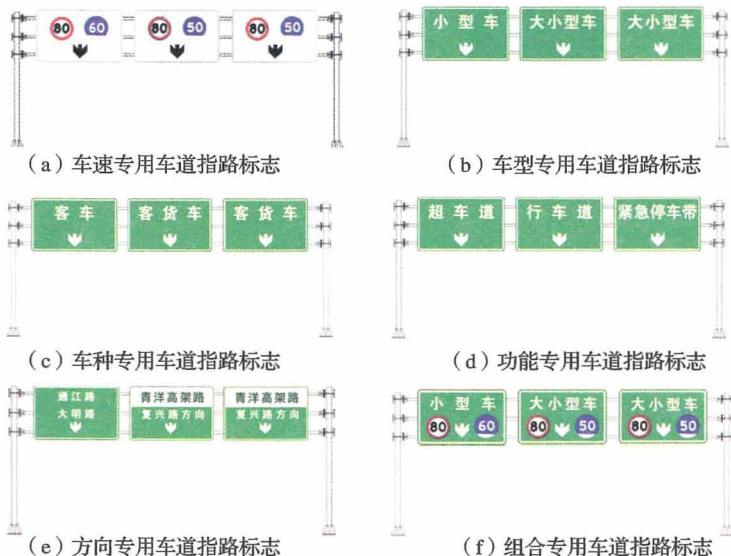 80 60 80 50 80 50
(a)车速专用车道指路标志
小型车 大小型车 大小型车
(b)车型专用车道指路标志
客车 客货车 客货车
(c)车种专用车道指路标志
超车道 行车道 紧急停车带
(d)功能专用车道指路标志
通江路 青洋高架路 青洋高架路
大明路 复兴路方向 复兴路方向
(e)方向专用车道指路标志
小型车 大小型车 大小型车
80 60 80 50 80 50
(f)组合专用车道指路标志